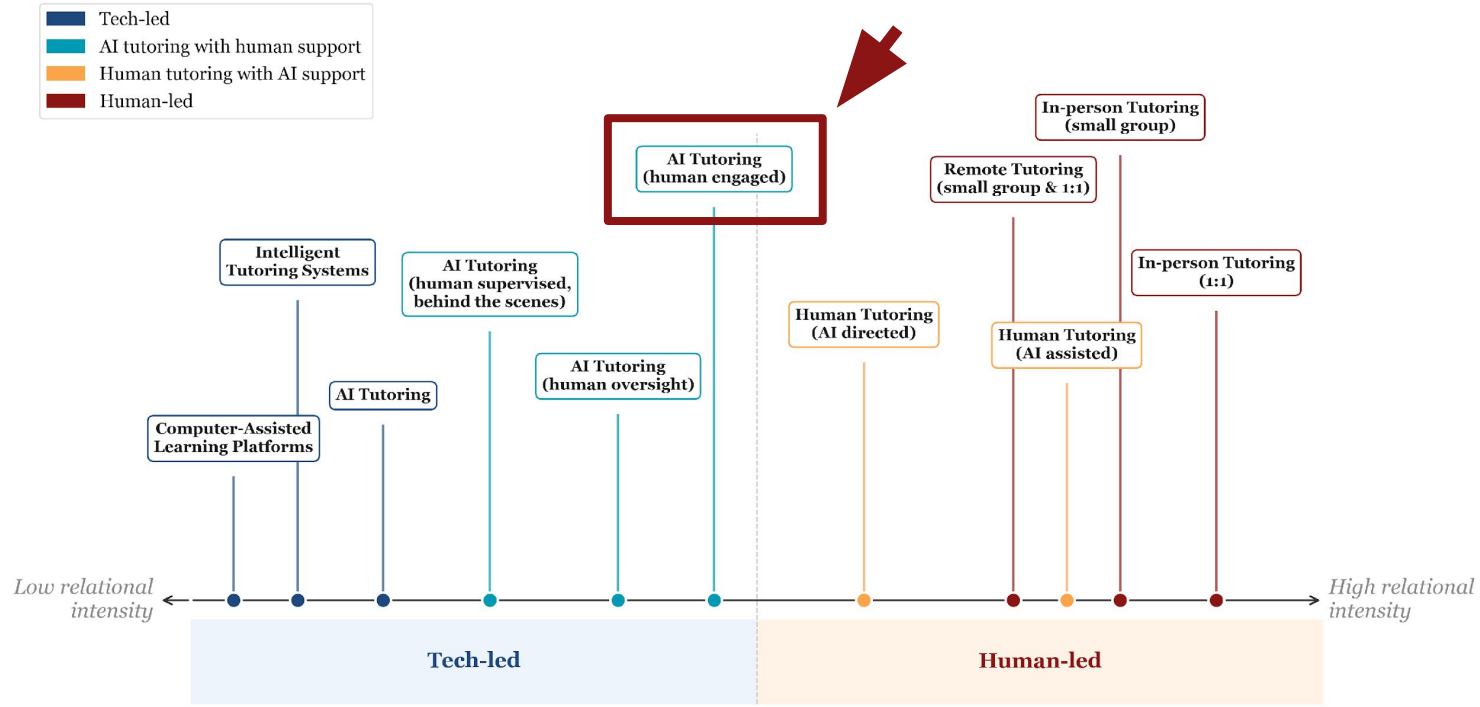 Tech-led
AI tutoring with human support
Human tutoring with AI support
Human-led
In-person Tutoring
(small group)
AI Tutoring
(human engaged)
Remote Tutoring
(small group & 1:1)
Intelligent
Tutoring Systems
AI Tutoring
(human supervised,
behind the scenes)
In-person Tutoring
(1:1)
Human Tutoring
(AI directed)
Human Tutoring
(AI assisted)
AI Tutoring
(human oversight)
AI Tutoring
Computer-Assisted
Learning Platforms
Low relational
intensity
High relational
intensity
Tech-led
Human-led